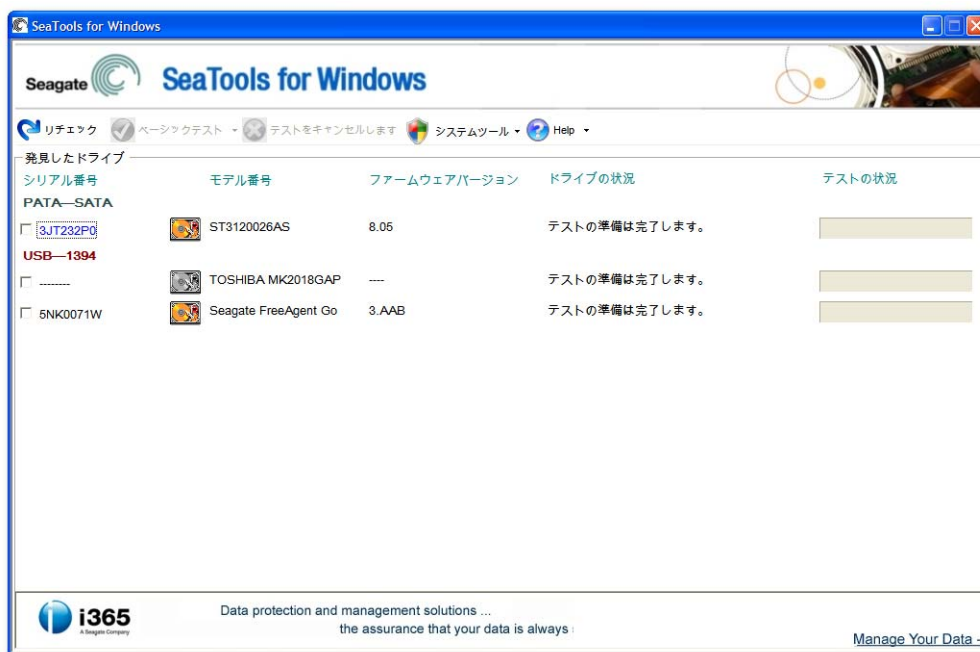 SeaTools for Windows
Seagate SeaTools for Windows
リチェック ベーシックテスト テストをキャンセルします システムツール Help
発見したドライブ
シリアル番号 モデル番号 ファームウェアバージョン ドライブの状況 テストの状況
PATA—SATA
3JT232P0 ST3120026AS 8.05 テストの準備は完了します。
USB—1394
-------- TOSHIBA MK2018GAP ---- テストの準備は完了します。
5NK0071W Seagate FreeAgent Go 3.AAB テストの準備は完了します。
i365 Data protection and management solutions ...
A Seagate Company the assurance that your data is always
Manage Your Data -